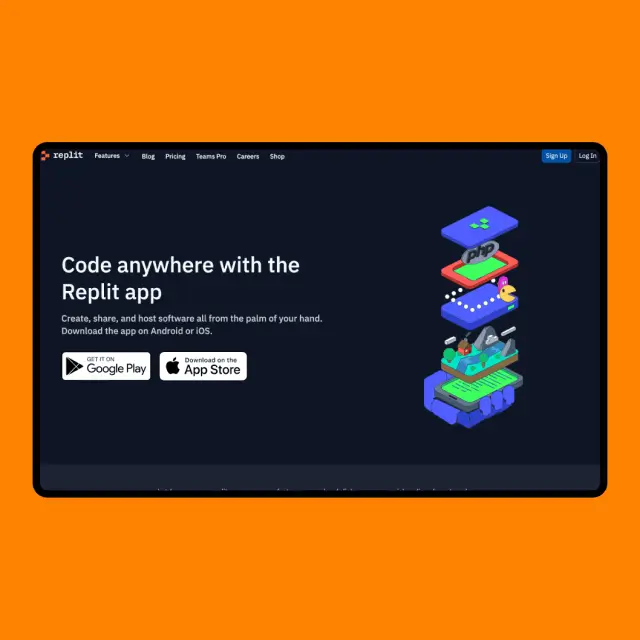 replit
Features
Blog
Pricing
Teams Pro
Careers
Shop
Sign Up
Log In
Code anywhere with the
Replit app
Create, share, and host software all from the palm of your hand.
Download the app on Android or iOS.
GET IT ON
Google Play
Download on the
App Store
php